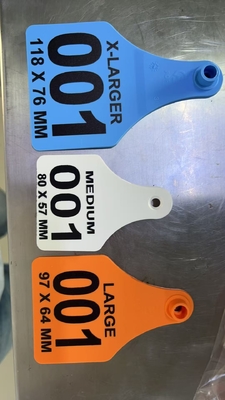 X-LARGER
001
118 X 76 MM
MEDIUM
001
80 X 57 MM
LARGE
001
97 X 64 MM